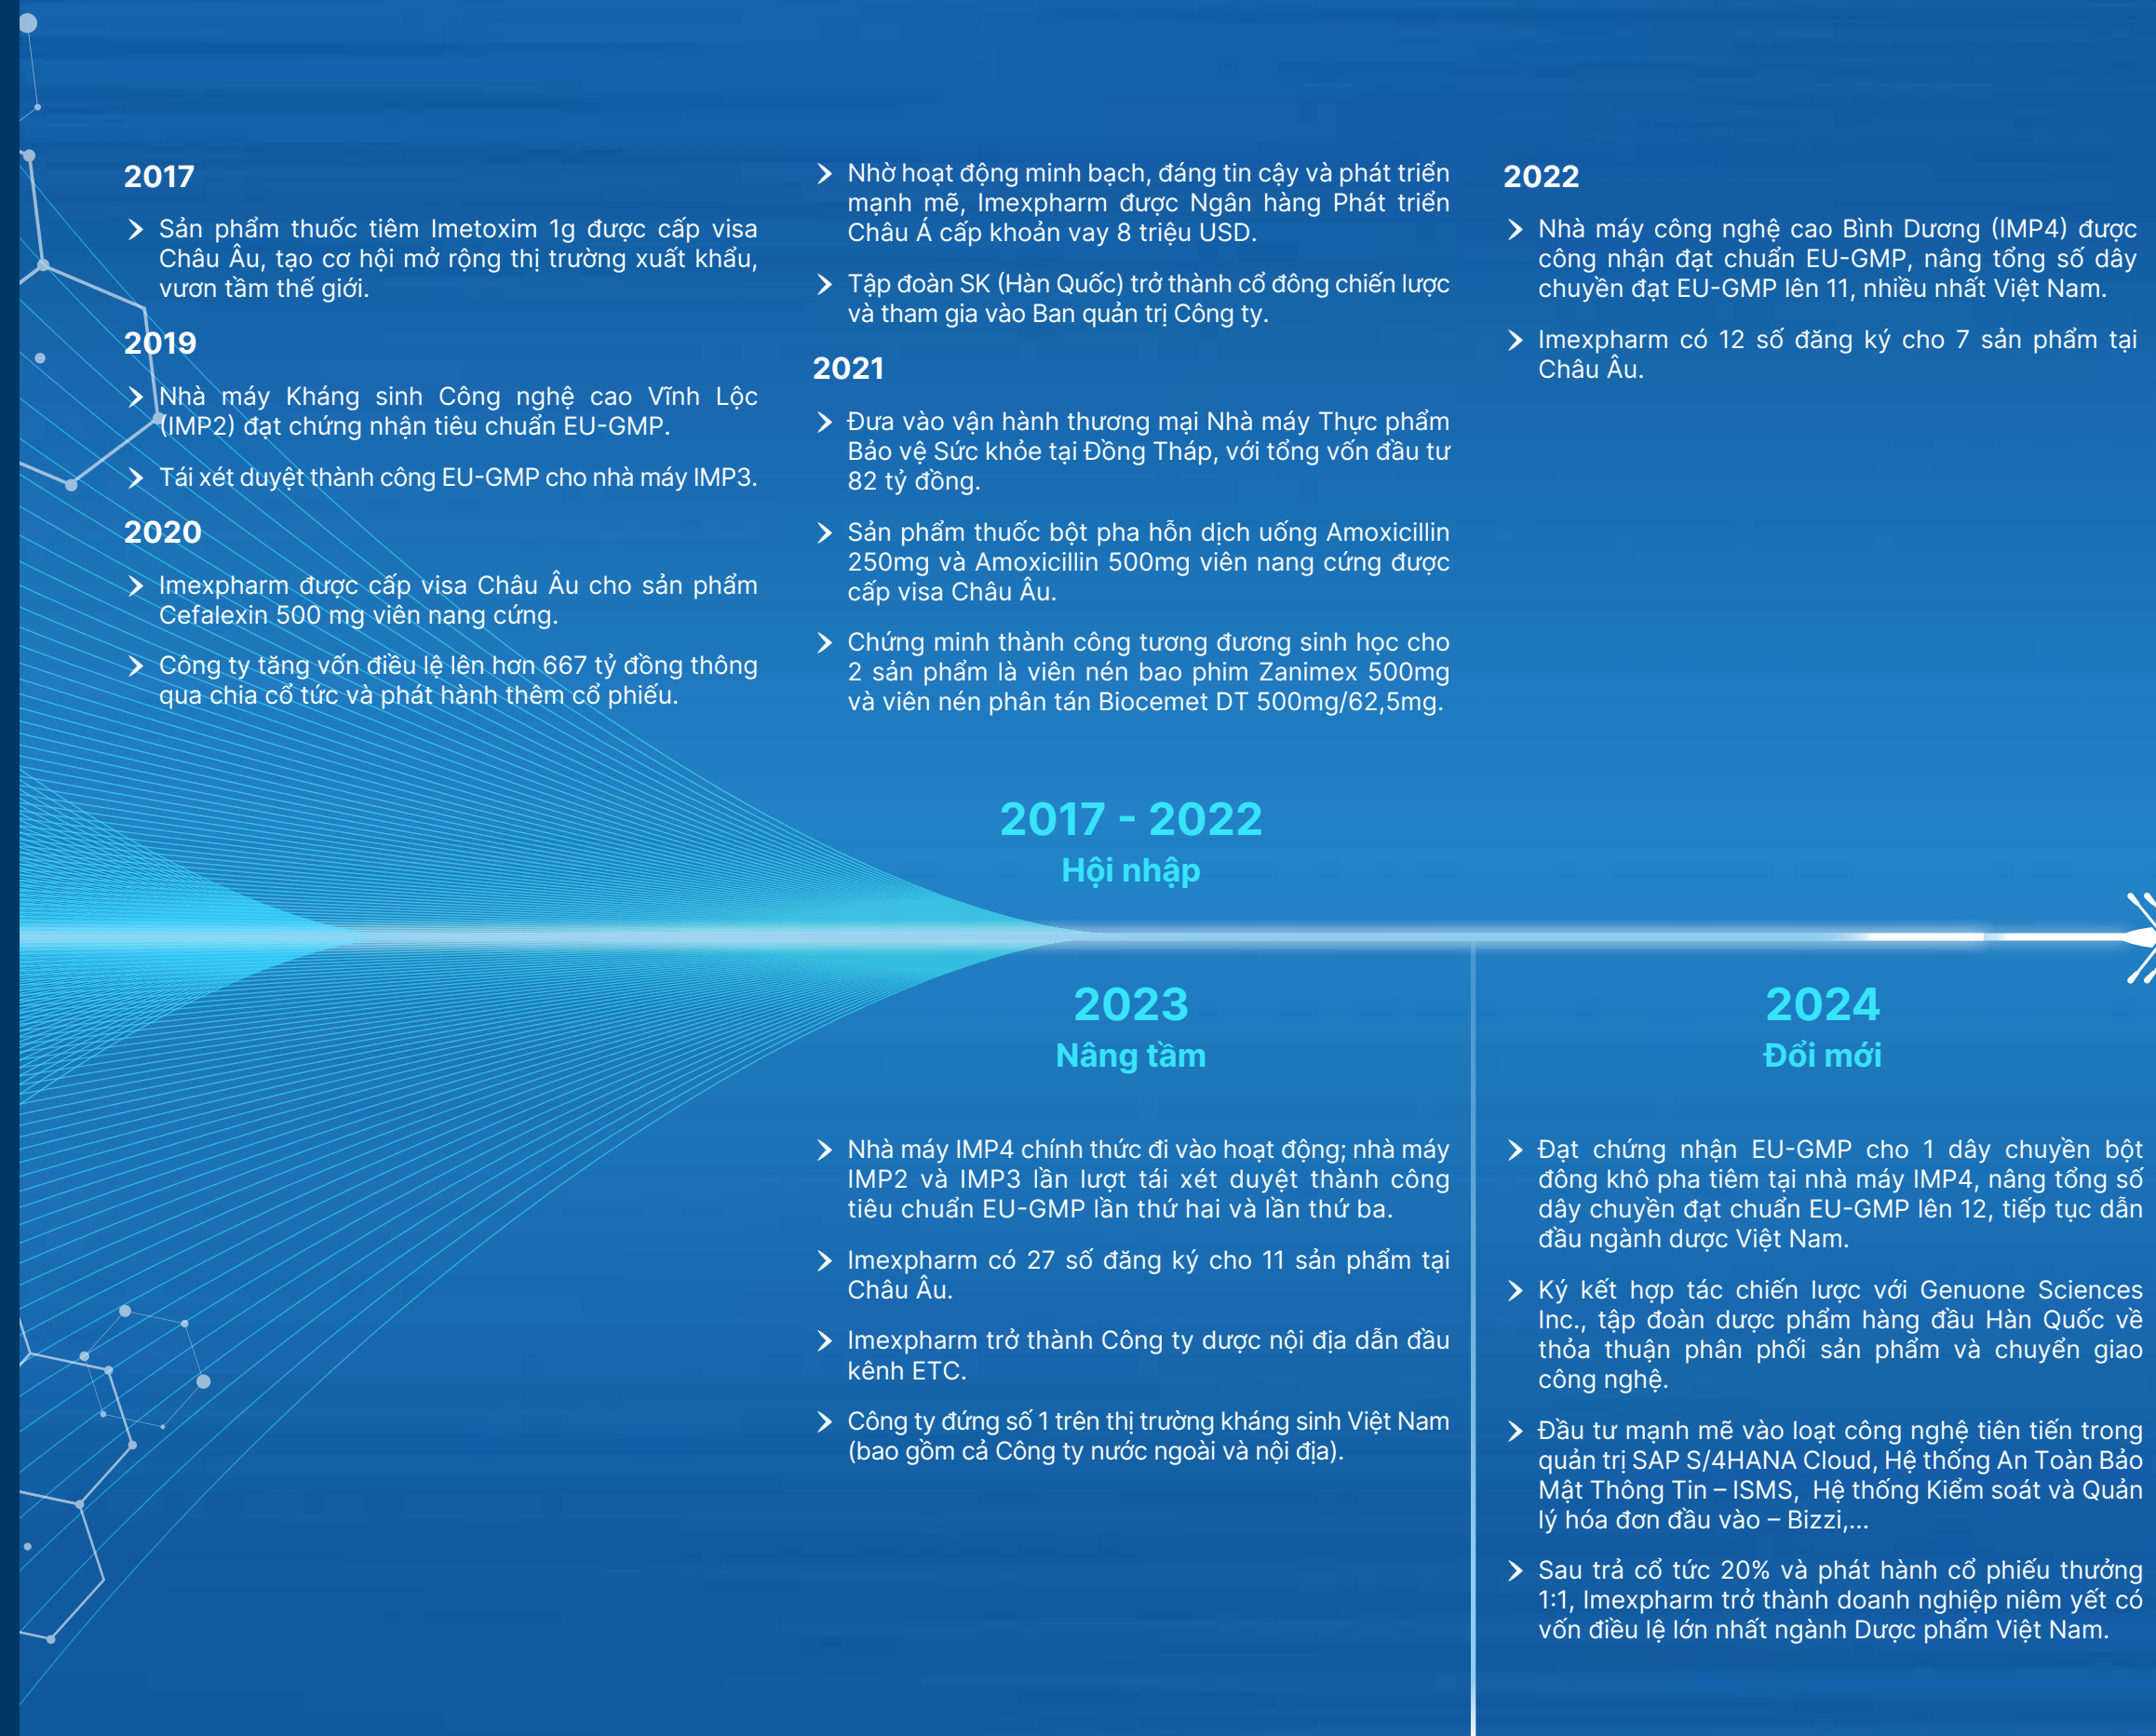 2017
Sản phẩm thuốc tiêm Imetoxim 1g được cấp visa
Châu Âu, tạo cơ hội mở rộng thị trường xuất khẩu,
vươn tầm thế giới.
2019
Nhà máy Kháng sinh Công nghệ cao Vĩnh Lộc
(IMP2) đạt chứng nhận tiêu chuẩn EU-GMP.
Tái xét duyệt thành công EU-GMP cho nhà máy IMP3.
2020
Imexpharm được cấp visa Châu Âu cho sản phẩm
Cefalexin 500 mg viên nang cứng.
Công ty tăng vốn điều lệ lên hơn 667 tỷ đồng thông
qua chia cổ tức và phát hành thêm cổ phiếu.
Nhờ hoạt động minh bạch, đáng tin cậy và phát triển
mạnh mẽ, Imexpharm được Ngân hàng Phát triển
Châu Á cấp khoản vay 8 triệu USD.
Tập đoàn SK (Hàn Quốc) trở thành cổ đông chiến lược
và tham gia vào Ban quản trị Công ty.
2021
Đưa vào vận hành thương mại Nhà máy Thực phẩm
Bảo vệ Sức khỏe tại Đồng Tháp, với tổng vốn đầu tư
82 tỷ đồng.
Sản phẩm thuốc bột pha hỗn dịch uống Amoxicillin
250mg và Amoxicillin 500mg viên nang cứng được
cấp visa Châu Âu.
Chứng minh thành công tương đương sinh học cho
2 sản phẩm là viên nén bao phim Zanimex 500mg
và viên nén phân tán Biocemet DT 500mg/62,5mg.
2022
Nhà máy công nghệ cao Bình Dương (IMP4) được
công nhận đạt chuẩn EU-GMP, nâng tổng số dây
chuyền đạt EU-GMP lên 11, nhiều nhất Việt Nam.
Imexpharm có 12 số đăng ký cho 7 sản phẩm tại
Châu Âu.
2017 - 2022
Hội nhập
2023
Nâng tầm
Nhà máy IMP4 chính thức đi vào hoạt động; nhà máy
IMP2 và IMP3 lần lượt tái xét duyệt thành công
tiêu chuẩn EU-GMP lần thứ hai và lần thứ ba.
Imexpharm có 27 số đăng ký cho 11 sản phẩm tại
Châu Âu.
Imexpharm trở thành Công ty dược nội địa dẫn đầu
kênh ETC.
Công ty đứng số 1 trên thị trường kháng sinh Việt Nam
(bao gồm cả Công ty nước ngoài và nội địa).
2024
Đổi mới
Đạt chứng nhận EU-GMP cho 1 dây chuyền bột
đông khô pha tiêm tại nhà máy IMP4, nâng tổng số
dây chuyền đạt chuẩn EU-GMP lên 12, tiếp tục dẫn
đầu ngành dược Việt Nam.
Ký kết hợp tác chiến lược với Genuone Sciences
Inc., tập đoàn dược phẩm hàng đầu Hàn Quốc về
thỏa thuận phân phối sản phẩm và chuyển giao
công nghệ.
Đầu tư mạnh mẽ vào loạt công nghệ tiên tiến trong
quản trị SAP S/4HANA Cloud, Hệ thống An Toàn Bảo
Mật Thông Tin – ISMS, Hệ thống Kiểm soát và Quản
lý hóa đơn đầu vào – Bizzi,...
Sau trả cổ tức 20% và phát hành cổ phiếu thưởng
1:1, Imexpharm trở thành doanh nghiệp niêm yết có
vốn điều lệ lớn nhất ngành Dược phẩm Việt Nam.